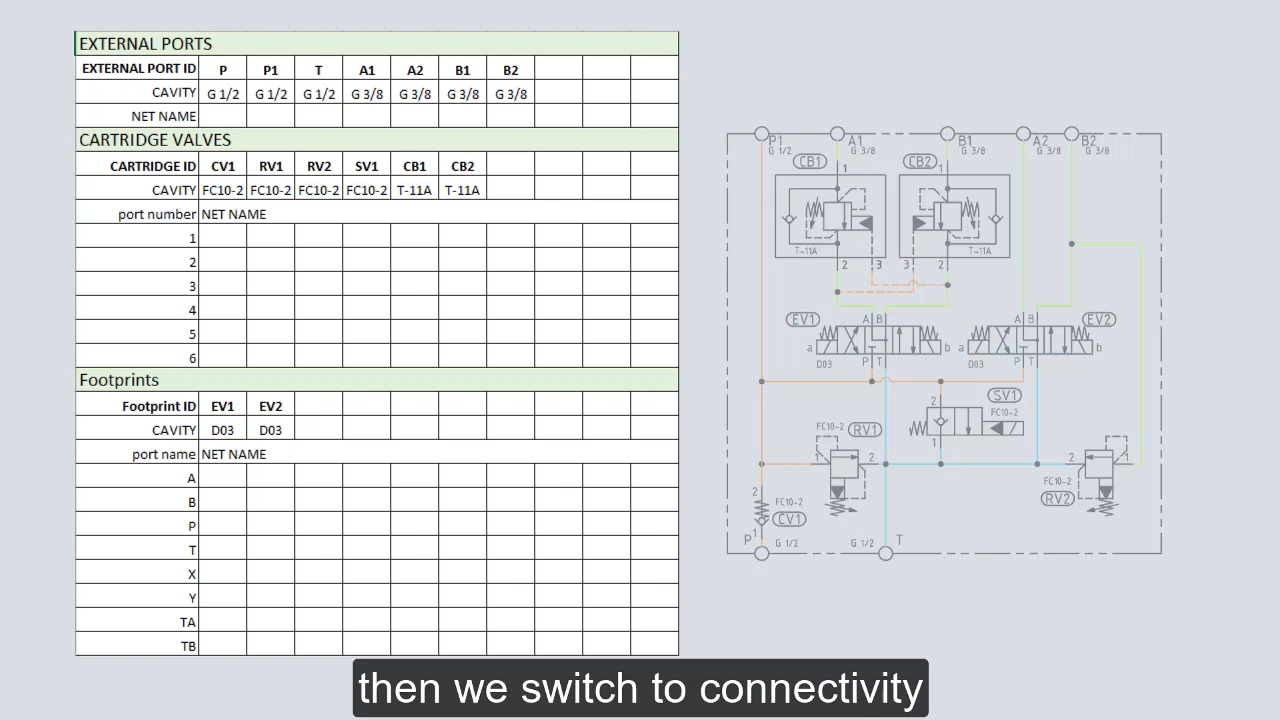 EXTERNAL PORTS
EXTERNAL PORT ID P P1 T A1 A2 B1 B2
CAVITY G 1/2 G 1/2 G 1/2 G 3/8 G 3/8 G 3/8 G 3/8
NET NAME
CARTRIDGE VALVES
CARTRIDGE ID CV1 RV1 RV2 SV1 CB1 CB2
CAVITY FC10-2 FC10-2 FC10-2 FC10-2 T-11A T-11A
port number NET NAME
1
2
3
4
5
6
Footprints
Footprint ID EV1 EV2
CAVITY D03 D03
port name NET NAME
A
B
P
T
X
Y
TA
TB
P1 A1 B1 A2 B2
G 1/2 G 3/8 G 3/8 G 3/8 G 3/8
CB1 1 CB2 1
T-11A T-11A
2 3 3 2
EV1 A B A B EV2
a b a b
D03 P T D03 P T
2 SV1
FC10-2
FC10-2 RV1
1
1 2 2 1
FC10-2
RV2
2 FC10-2
CV1
1
P G 1/2 G 1/2 T
then we switch to connectivity